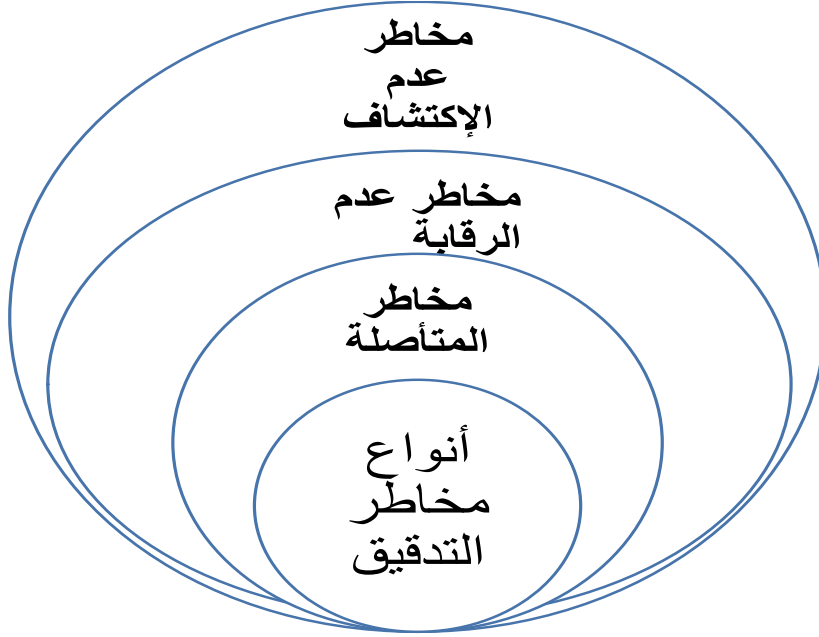 مخاطر
عدم
الإكتشاف
مخاطر عدم
الرقابة
مخاطر
المتأصلة
أنواع
مخاطر
التدقيق